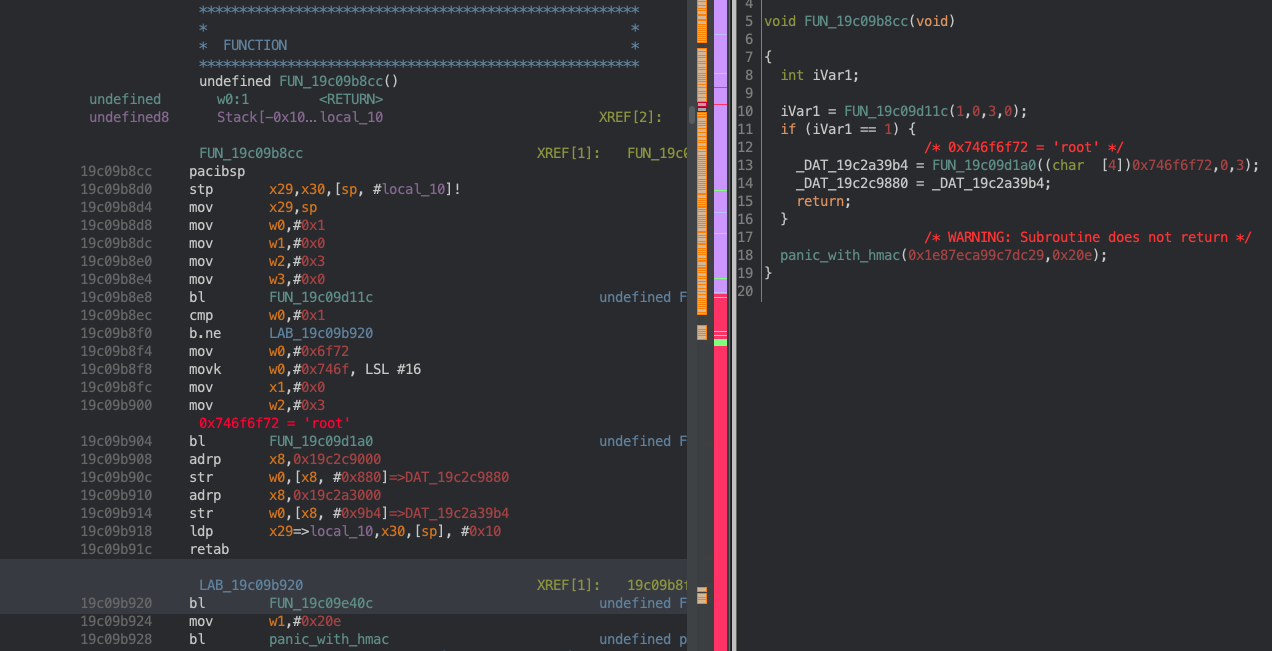 *******************************************************
* *
* FUNCTION *
*******************************************************
undefined FUN_19c09b8cc()
undefined w0:1 <RETURN>
undefined8 Stack[-0x10... local_10 XREF[2]:
FUN_19c09b8cc XREF[1]: FUN_19c0
19c09b8cc pacibsp
19c09b8d0 stp x29,x30,[sp, #local_10]!
19c09b8d4 mov x29,sp
19c09b8d8 mov w0,#0x1
19c09b8dc mov w1,#0x0
19c09b8e0 mov w2,#0x3
19c09b8e4 mov w3,#0x0
19c09b8e8 bl FUN_19c09d11c undefined F
19c09b8ec cmp w0,#0x1
19c09b8f0 b.ne LAB_19c09b920
19c09b8f4 mov w0,#0x6f72
19c09b8f8 movk w0,#0x746f, LSL #16
19c09b8fc mov x1,#0x0
19c09b900 mov w2,#0x3
0x746f6f72 = 'root'
19c09b904 bl FUN_19c09d1a0 undefined F
19c09b908 adrp x8,0x19c2c9000
19c09b90c str w0,[x8, #0x880]=>DAT_19c2c9880
19c09b910 adrp x8,0x19c2a3000
19c09b914 str w0,[x8, #0x9b4]=>DAT_19c2a39b4
19c09b918 ldp x29=>local_10,x30,[sp], #0x10
19c09b91c retab
LAB_19c09b920 XREF[1]: 19c09b8f
19c09b920 bl FUN_19c09e40c undefined F
19c09b924 mov w1,#0x20e
19c09b928 bl panic_with_hmac undefined p
4
5 void FUN_19c09b8cc(void)
6
7 {
8 int iVar1;
9
10 iVar1 = FUN_19c09d11c(1,0,3,0);
11 if (iVar1 == 1) {
12 /* 0x746f6f72 = 'root' */
13 _DAT_19c2a39b4 = FUN_19c09d1a0((char [4])0x746f6f72,0,3);
14 _DAT_19c2c9880 = _DAT_19c2a39b4;
15 return;
16 }
17 /* WARNING: Subroutine does not return */
18 panic_with_hmac(0x1e87eca99c7dc29,0x20e);
19 }
20